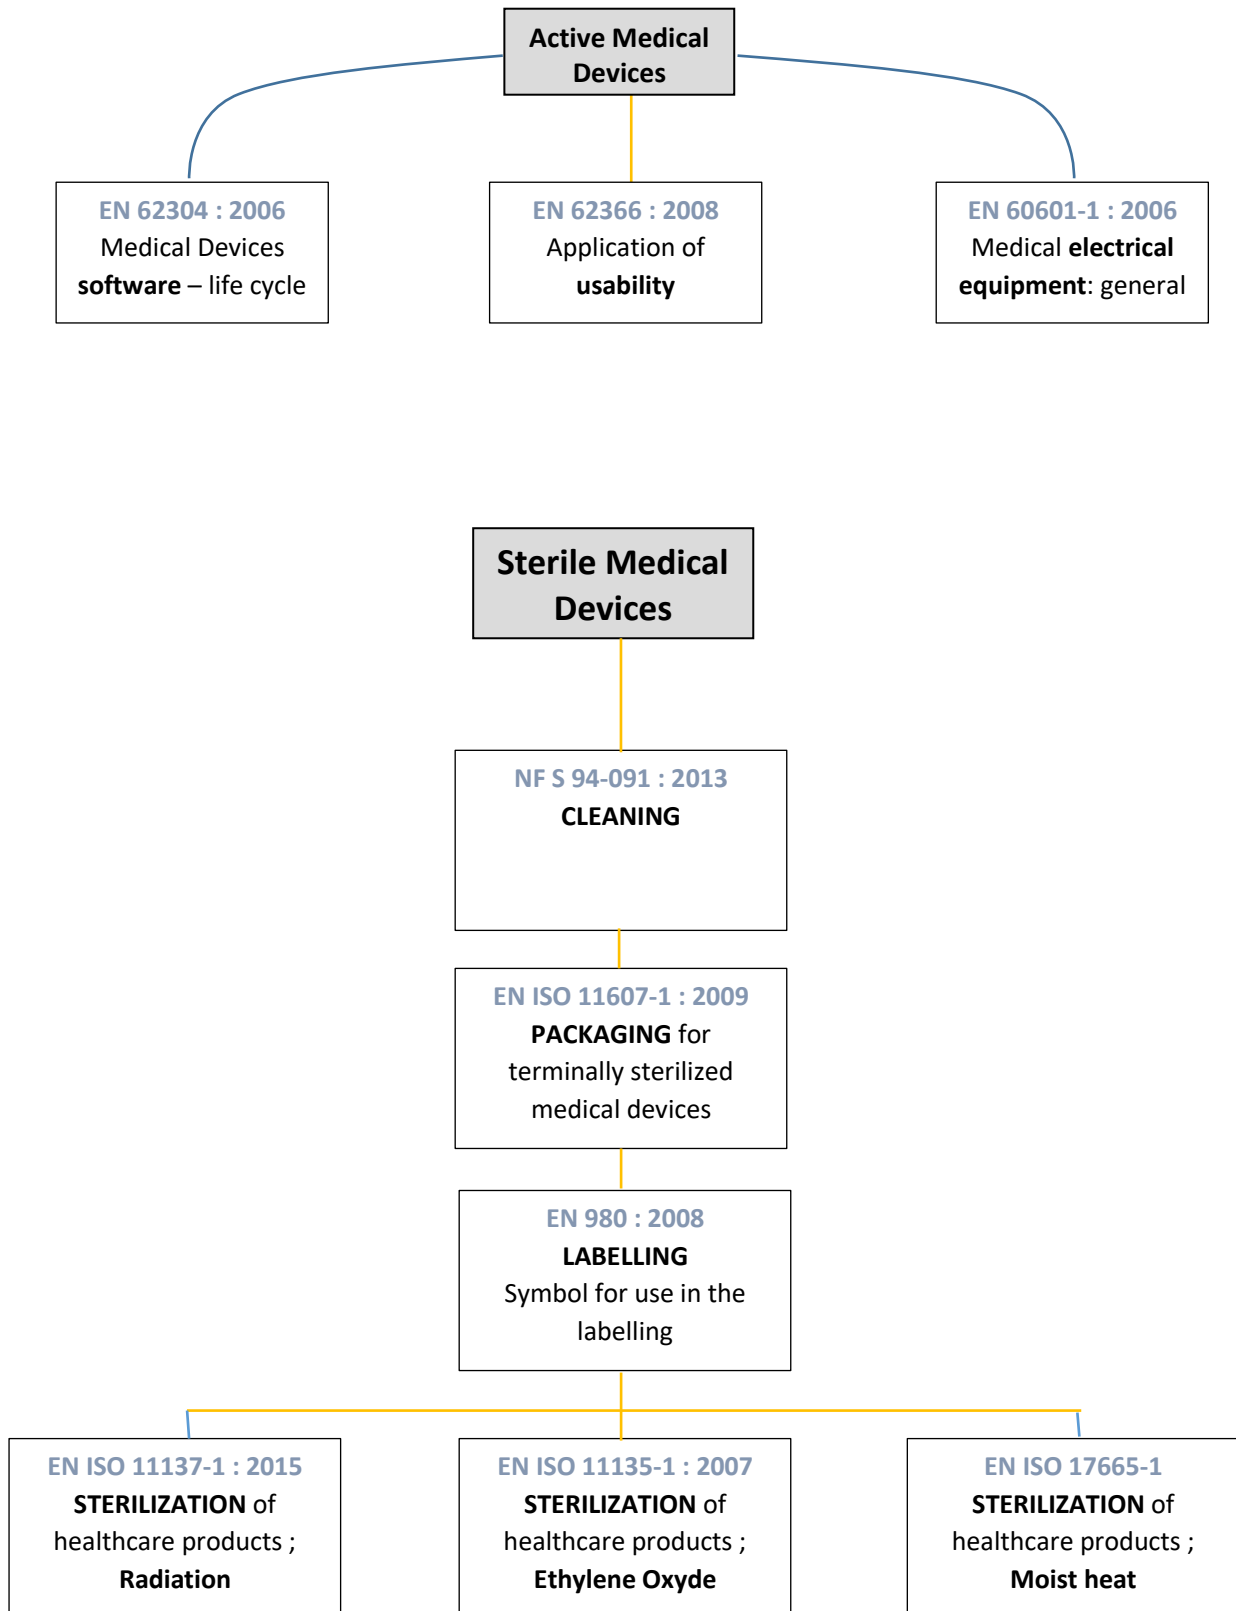 Active Medical
Devices
EN 62304 : 2006
Medical Devices
software – life cycle
EN 62366 : 2008
Application of
usability
EN 60601-1 : 2006
Medical electrical
equipment: general
Sterile Medical
Devices
NF S 94-091 : 2013
CLEANING
EN ISO 11607-1 : 2009
PACKAGING for
terminally sterilized
medical devices
EN 980 : 2008
LABELLING
Symbol for use in the
labelling
EN ISO 11137-1 : 2015
STERILIZATION of
healthcare products ;
Radiation
EN ISO 11135-1 : 2007
STERILIZATION of
healthcare products ;
Ethylene Oxyde
EN ISO 17665-1
STERILIZATION of
healthcare products ;
Moist heat